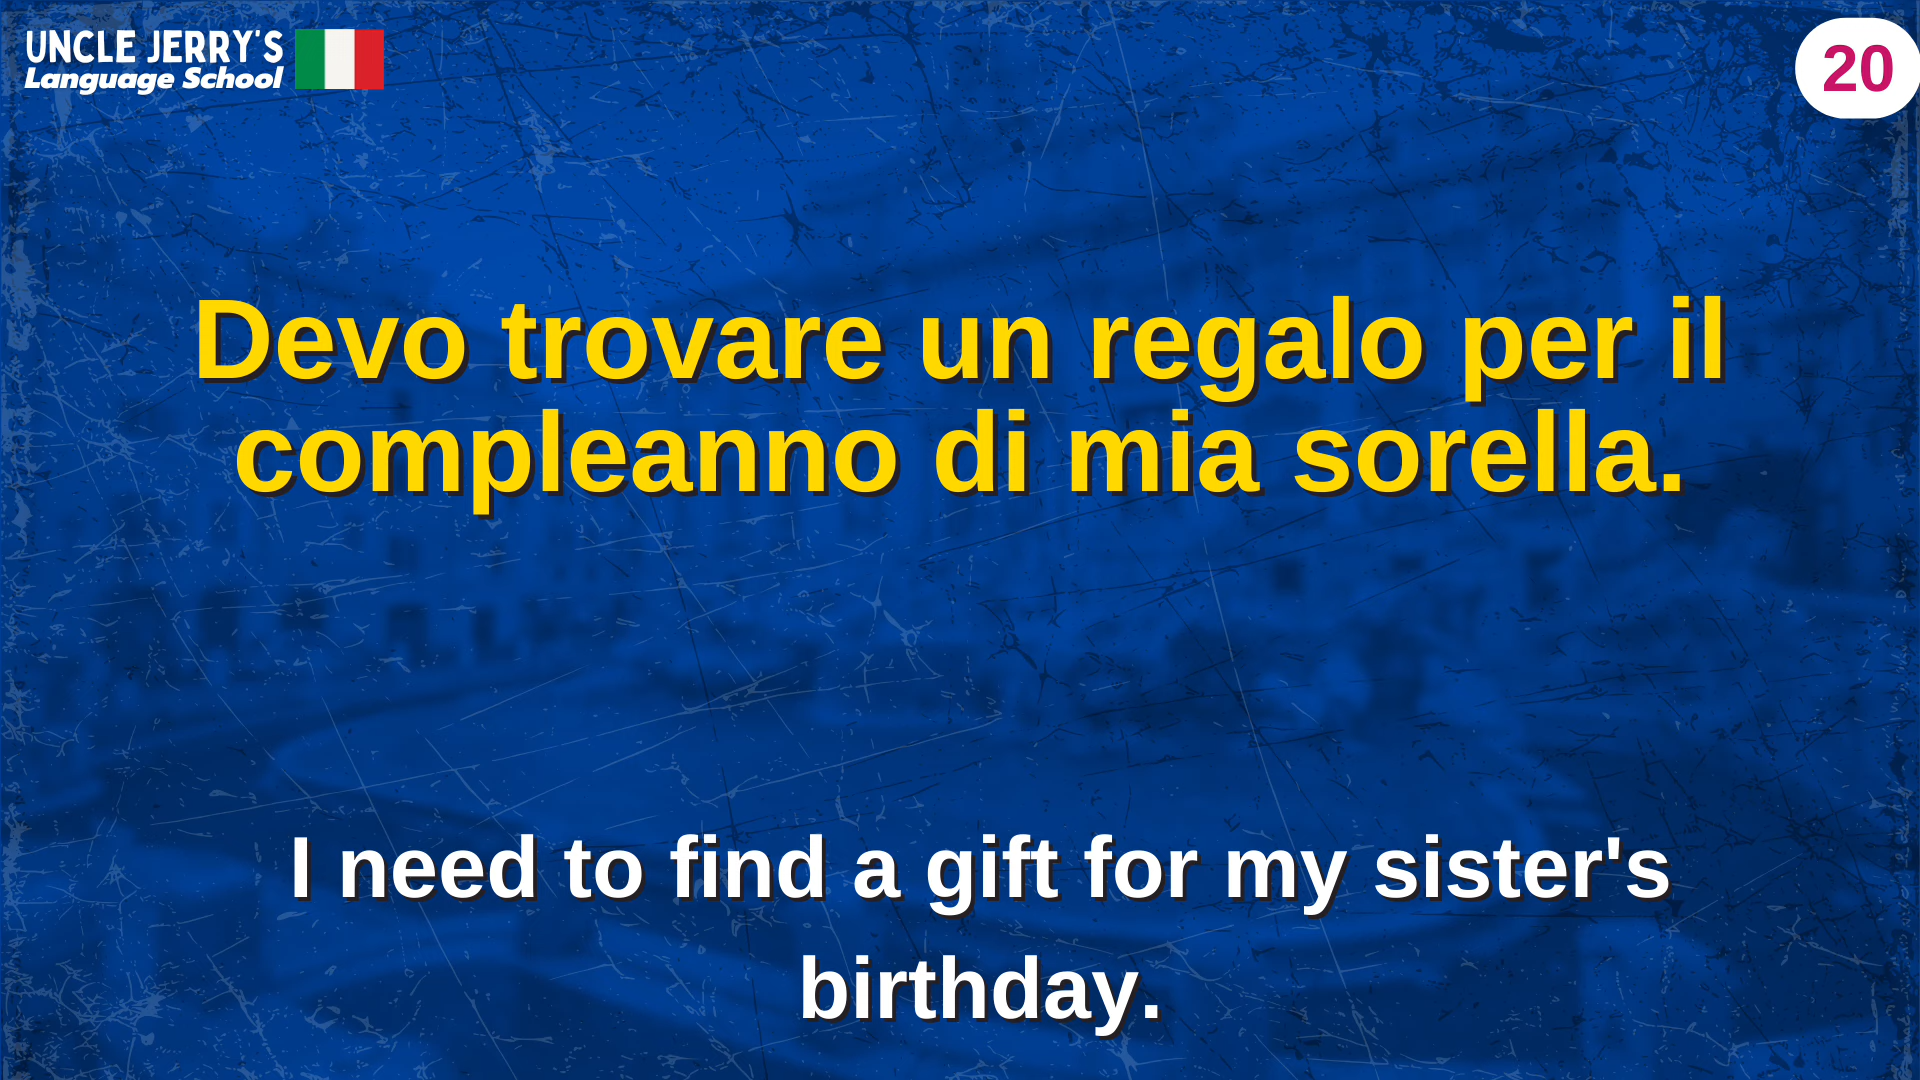 UNCLE JERRY'S
Language School
20
Devo trovare un regalo per il
compleanno di mia sorella.
I need to find a gift for my sister's
birthday.